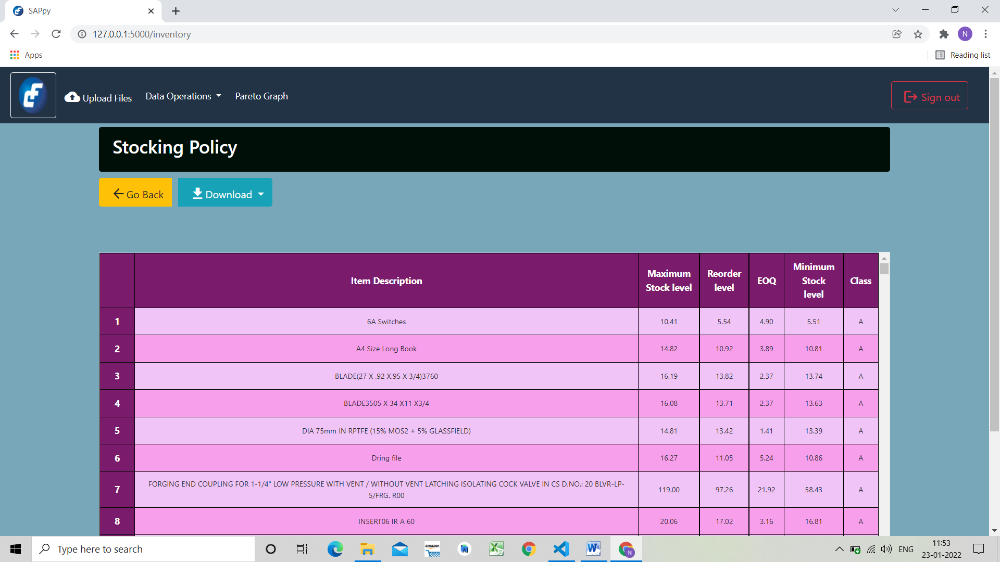 SAPpy
127.0.0.1:5000/inventory
N
Apps
Reading list
Upload Files
Data Operations
Pareto Graph
Sign out
Stocking Policy
Go Back
Download
Item Description
Maximum
Stock level
Reorder
level
EOQ
Minimum
Stock
level
Class
1 6A Switches 10.41 5.54 4.90 5.51 A
2 A4 Size Long Book 14.82 10.92 3.89 10.81 A
3 BLADE(27 X .92 X.95 X 3/4)3760 16.19 13.82 2.37 13.74 A
4 BLADE3505 X 34 X11 X3/4 16.08 13.71 2.37 13.63 A
5 DIA 75mm IN RPTFE (15% MOS2 + 5% GLASSFIELD) 14.81 13.42 1.41 13.39 A
6 Dring file 16.27 11.05 5.24 10.86 A
7 FORGING END COUPLING FOR 1-1/4" LOW PRESSURE WITH VENT / WITHOUT VENT LATCHING ISOLATING COCK VALVE IN CS D.NO.: 20 BLVR-LP-
5/FRG. R00 119.00 97.26 21.92 58.43 A
8 INSERT06 IR A 60 20.06 17.02 3.16 16.81 A
Type here to search
amazon
N
ENG
11:53
23-01-2022